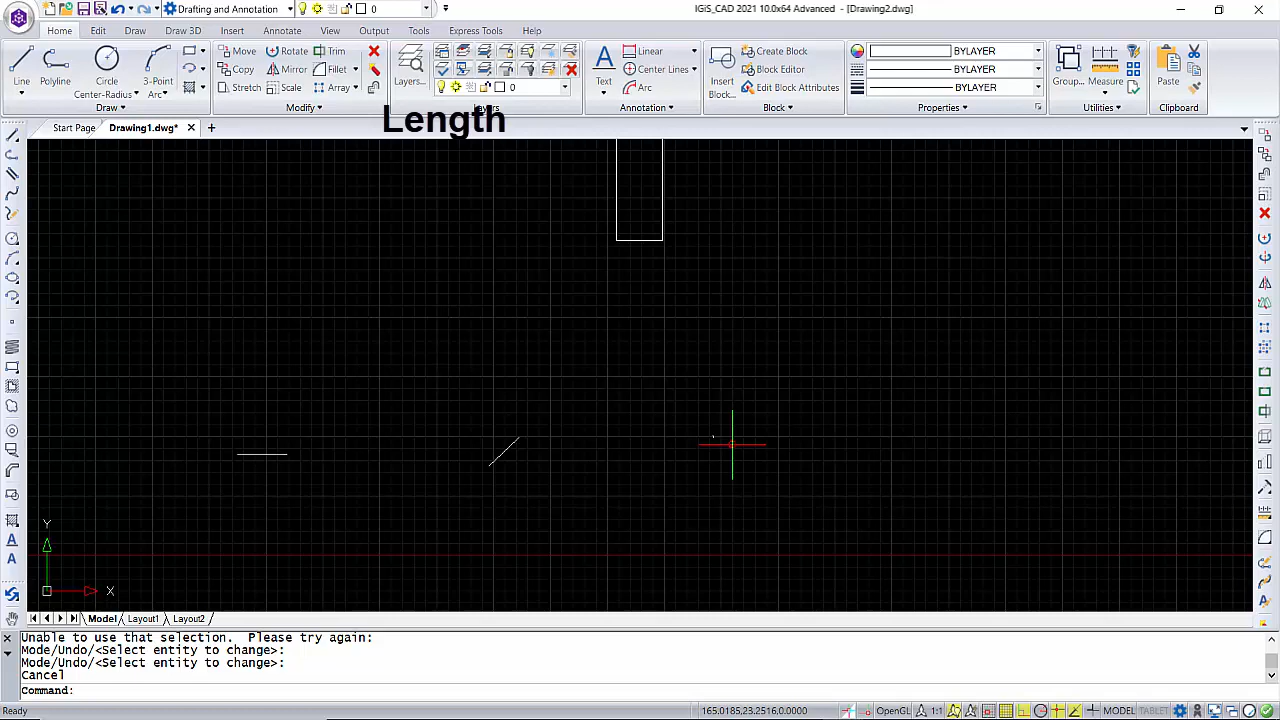 Drafting and Annotation
0
IGIS_CAD 2021 10.0x64 Advanced - [Drawing2.dwg]
Home Edit Draw Draw 3D Insert Annotate Parametric View Output Tools Express Tools Help
Line
Polyline
Circle
Center-Radius
3-Point
Arc
Draw
Move
Rotate
Trim
Copy
Mirror
Fillet
Stretch
Scale
Array
Modify
Layers...
0
Layers
Text
Linear
Center Lines
Arc
Annotation
Insert
Block...
Create Block
Block Editor
Edit Block Attributes
Block
BYLAYER
BYLAYER
BYLAYER
Properties
Group...
Measure
Utilities
Paste
Clipboard
Length
Start Page
Drawing1.dwg*
Y
X
Model Layout1 Layout2
Unable to use that selection. Please try again:
Mode/Undo/<Select entity to change>:
Mode/Undo/<Select entity to change>:
Cancel
Command:
Ready
165.0185,23.2516,0.0000
OpenGL
1:1
MODEL
TABLET